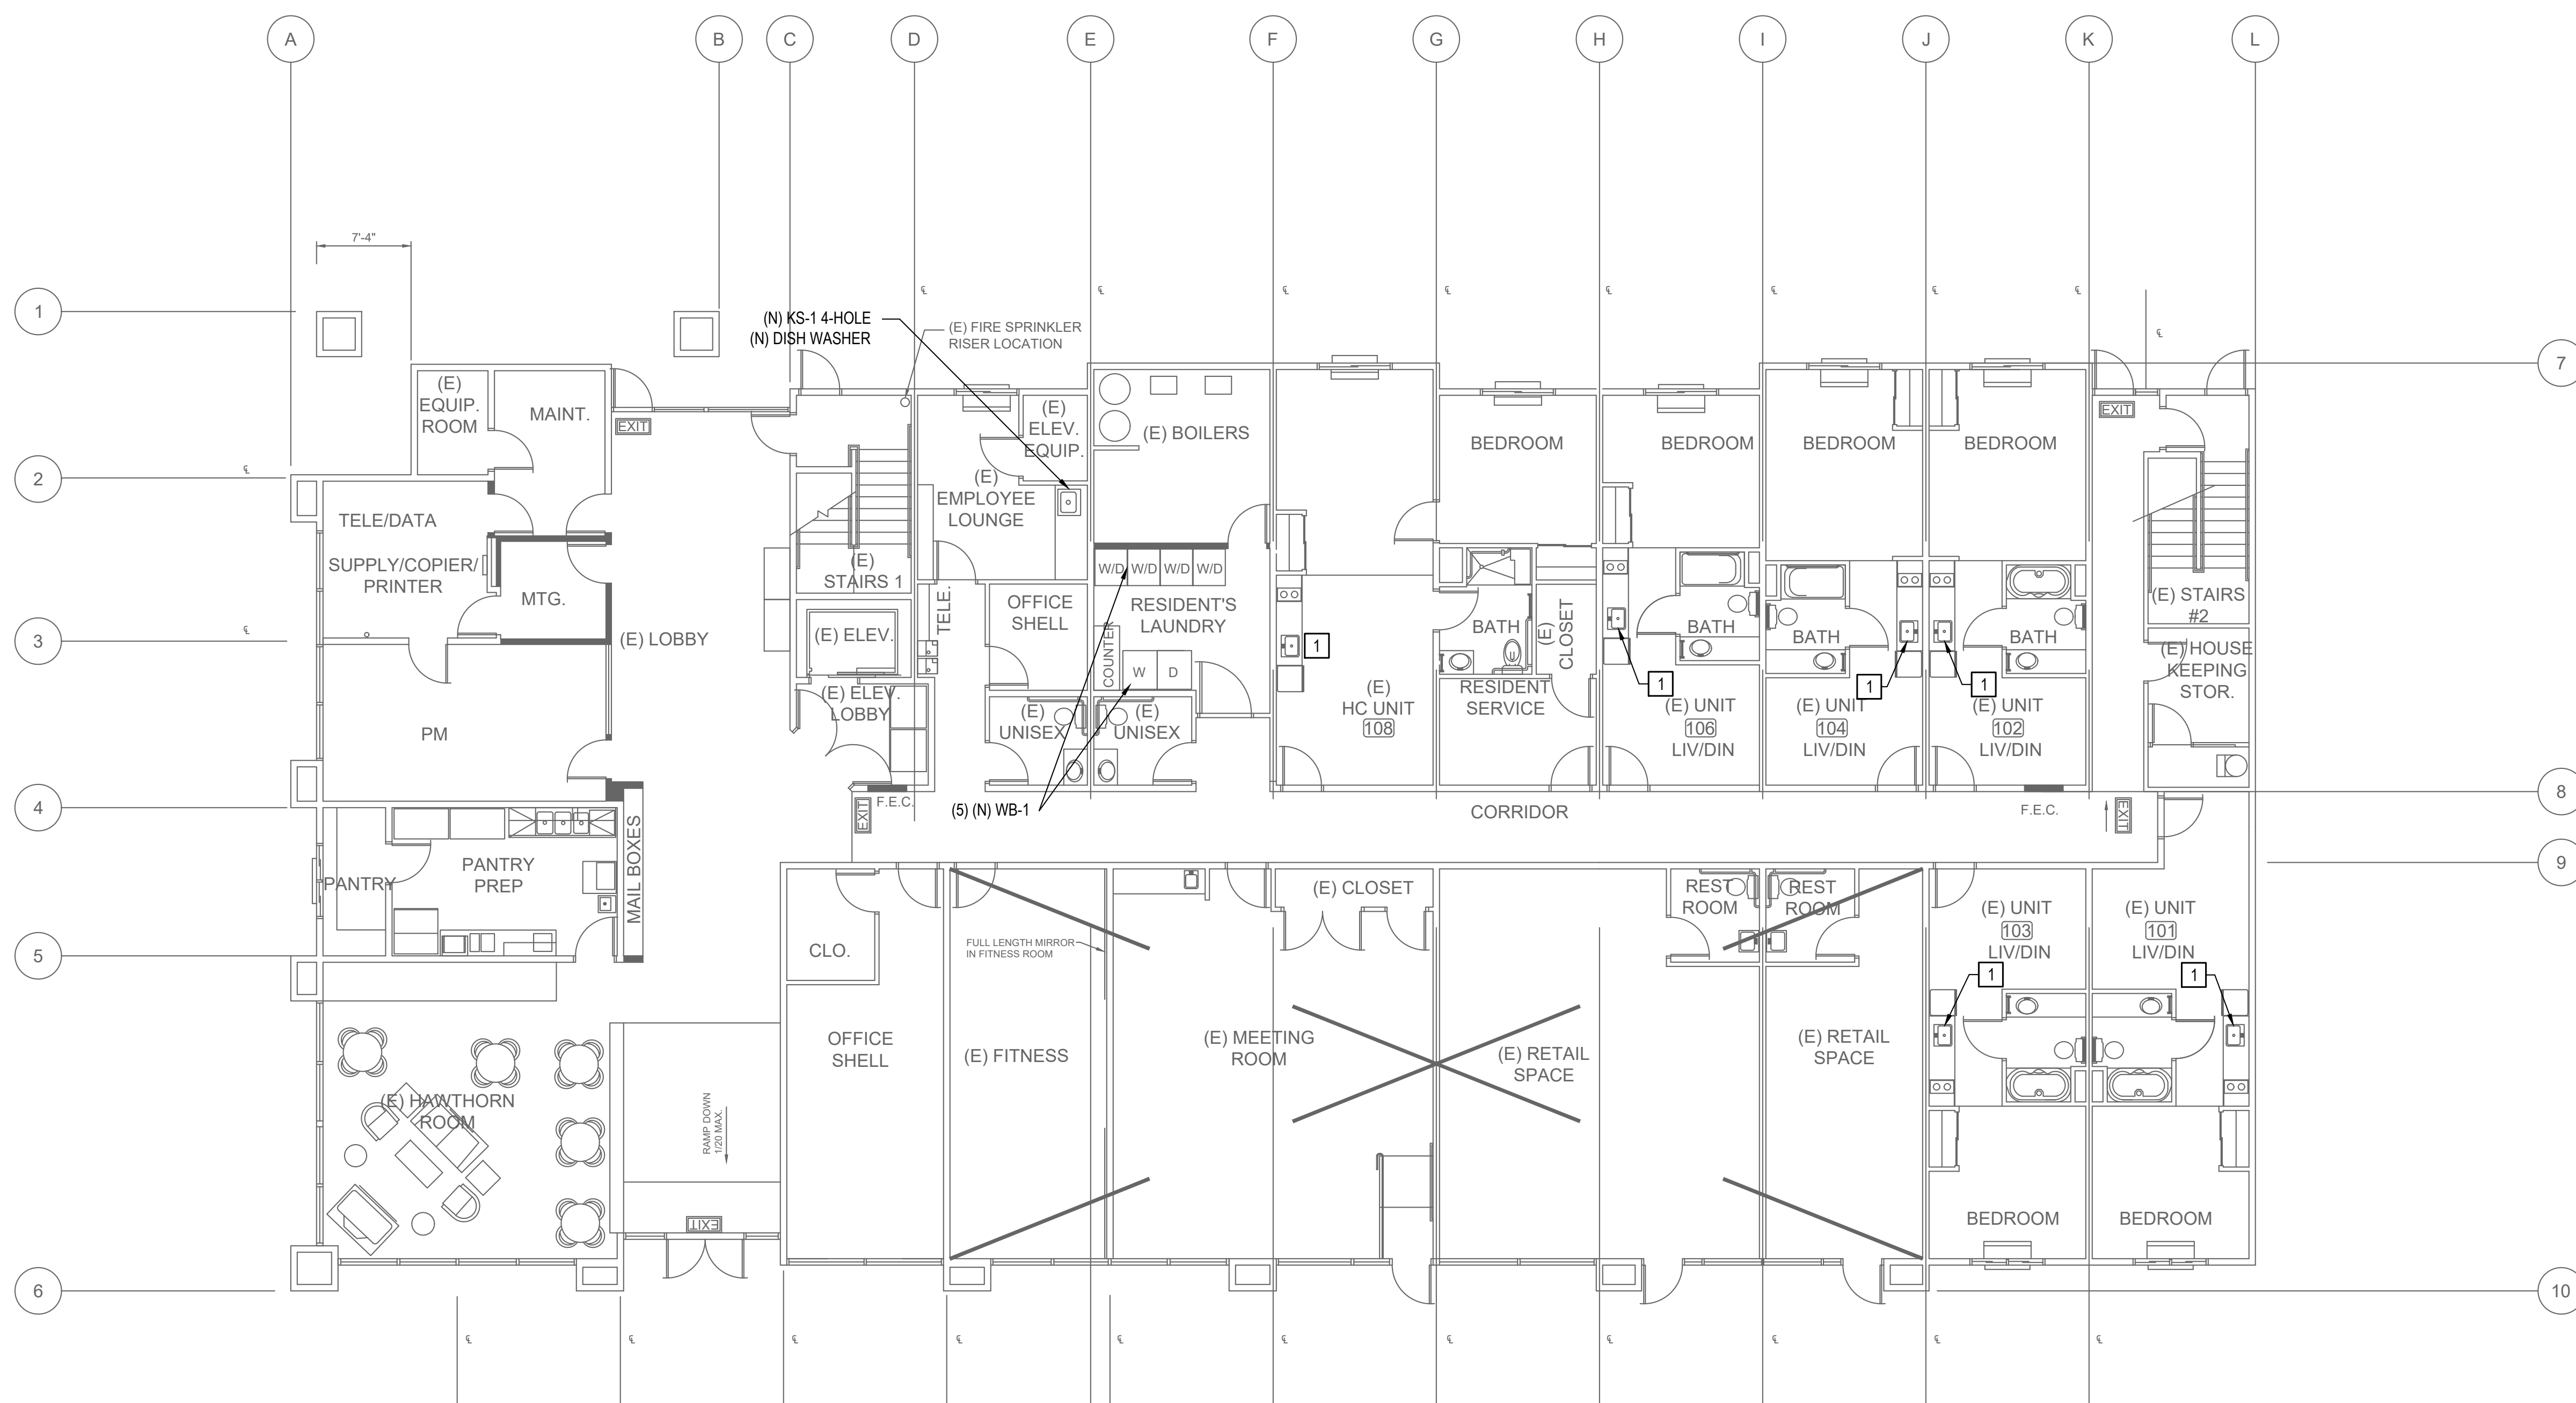 A
B
C
D
E
F
G
H
I
J
K
L
7'-4"
1
2
3
4
5
6
7
8
9
10
℄
℄
℄
℄
℄
℄
℄
℄
℄
℄
℄
(N) KS-1 4-HOLE
(N) DISH WASHER
(E) FIRE SPRINKLER
RISER LOCATION
(E)
EQUIP.
ROOM
MAINT.
EXIT
TELE/DATA
SUPPLY/COPIER/
PRINTER
MTG.
(E) LOBBY
PM
(E)
STAIRS 1
(E) ELEV.
(E) ELEV.
LOBBY
(E)
EMPLOYEE
LOUNGE
(E)
ELEV.
EQUIP.
TELE.
OFFICE
SHELL
(E)
UNISEX
(E)
UNISEX
(E) BOILERS
W/D
W/D
W/D
W/D
RESIDENT'S
LAUNDRY
COUNTER
W
D
(5) (N) WB-1
F.E.C.
EXIT
1
(E)
HC UNIT
108
BEDROOM
BATH
(E)
CLOSET
RESIDENT
SERVICE
BEDROOM
BATH
1
(E) UNIT
106
LIV/DIN
BEDROOM
BATH
1
(E) UNIT
104
LIV/DIN
BEDROOM
BATH
1
(E) UNIT
102
LIV/DIN
EXIT
(E) STAIRS
#2
(E) HOUSE
KEEPING
STOR.
CORRIDOR
F.E.C.
EXIT
PANTRY
PANTRY
PREP
MAIL BOXES
(E) HAWTHORN
ROOM
RAMP DOWN
1/20 MAX.
EXIT
CLO.
OFFICE
SHELL
FULL LENGTH MIRROR
IN FITNESS ROOM
(E) FITNESS
(E) CLOSET
(E) MEETING
ROOM
(E) RETAIL
SPACE
REST
ROOM
REST
ROOM
(E) RETAIL
SPACE
(E) UNIT
103
LIV/DIN
1
BEDROOM
(E) UNIT
101
LIV/DIN
1
BEDROOM
℄
℄
℄
℄
℄
℄
℄
℄
℄
℄
℄